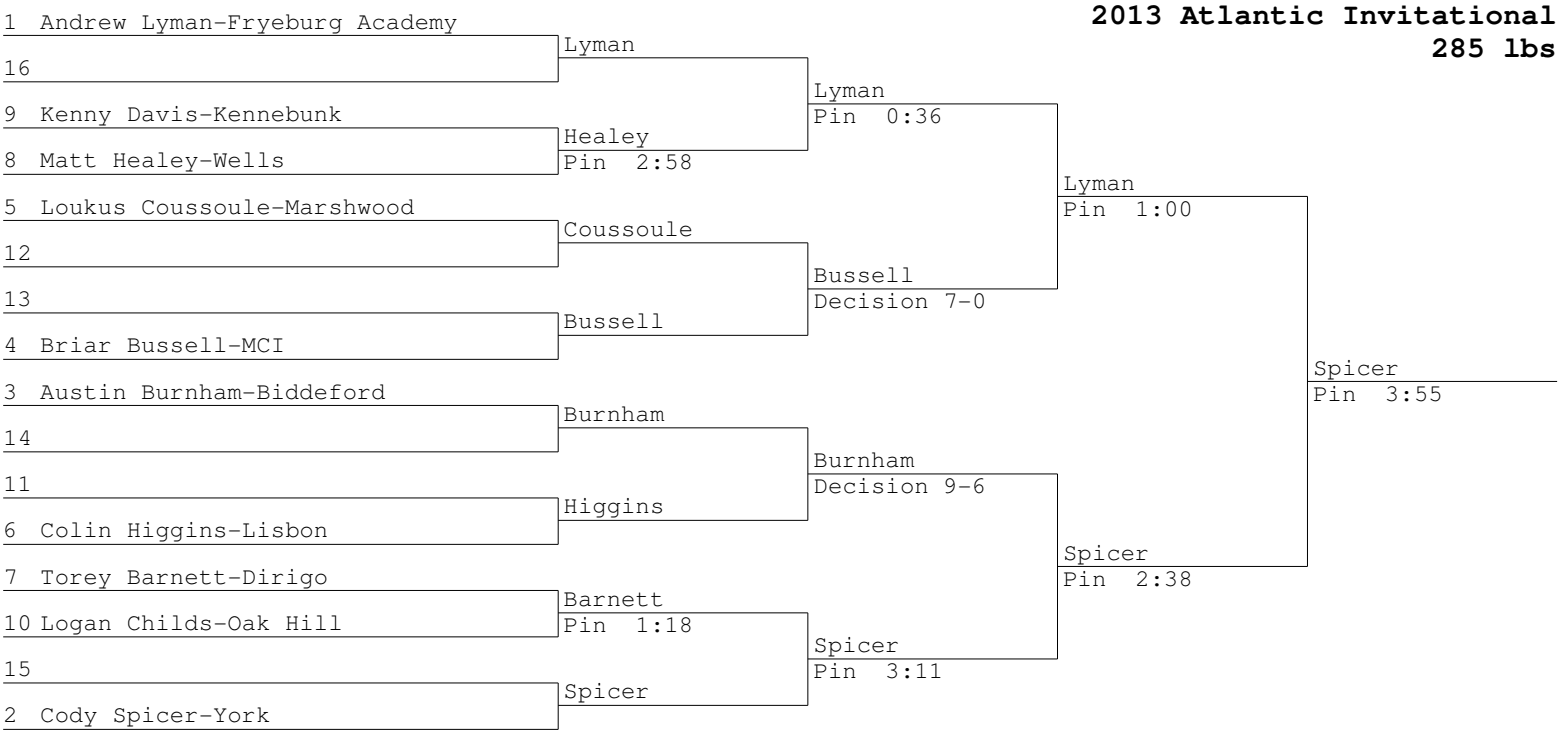 2013 Atlantic Invitational
285 lbs
1 Andrew Lyman-Fryeburg Academy
16
9 Kenny Davis-Kennebunk
8 Matt Healey-Wells
5 Loukus Coussoule-Marshwood
12
13
4 Briar Bussell-MCI
3 Austin Burnham-Biddeford
14
11
6 Colin Higgins-Lisbon
7 Torey Barnett-Dirigo
10 Logan Childs-Oak Hill
15
2 Cody Spicer-York
Lyman
Healey
Pin 2:58
Coussoule
Bussell
Burnham
Higgins
Barnett
Pin 1:18
Spicer
Lyman
Pin 0:36
Bussell
Decision 7-0
Burnham
Decision 9-6
Spicer
Pin 3:11
Lyman
Pin 1:00
Spicer
Pin 2:38
Spicer
Pin 3:55